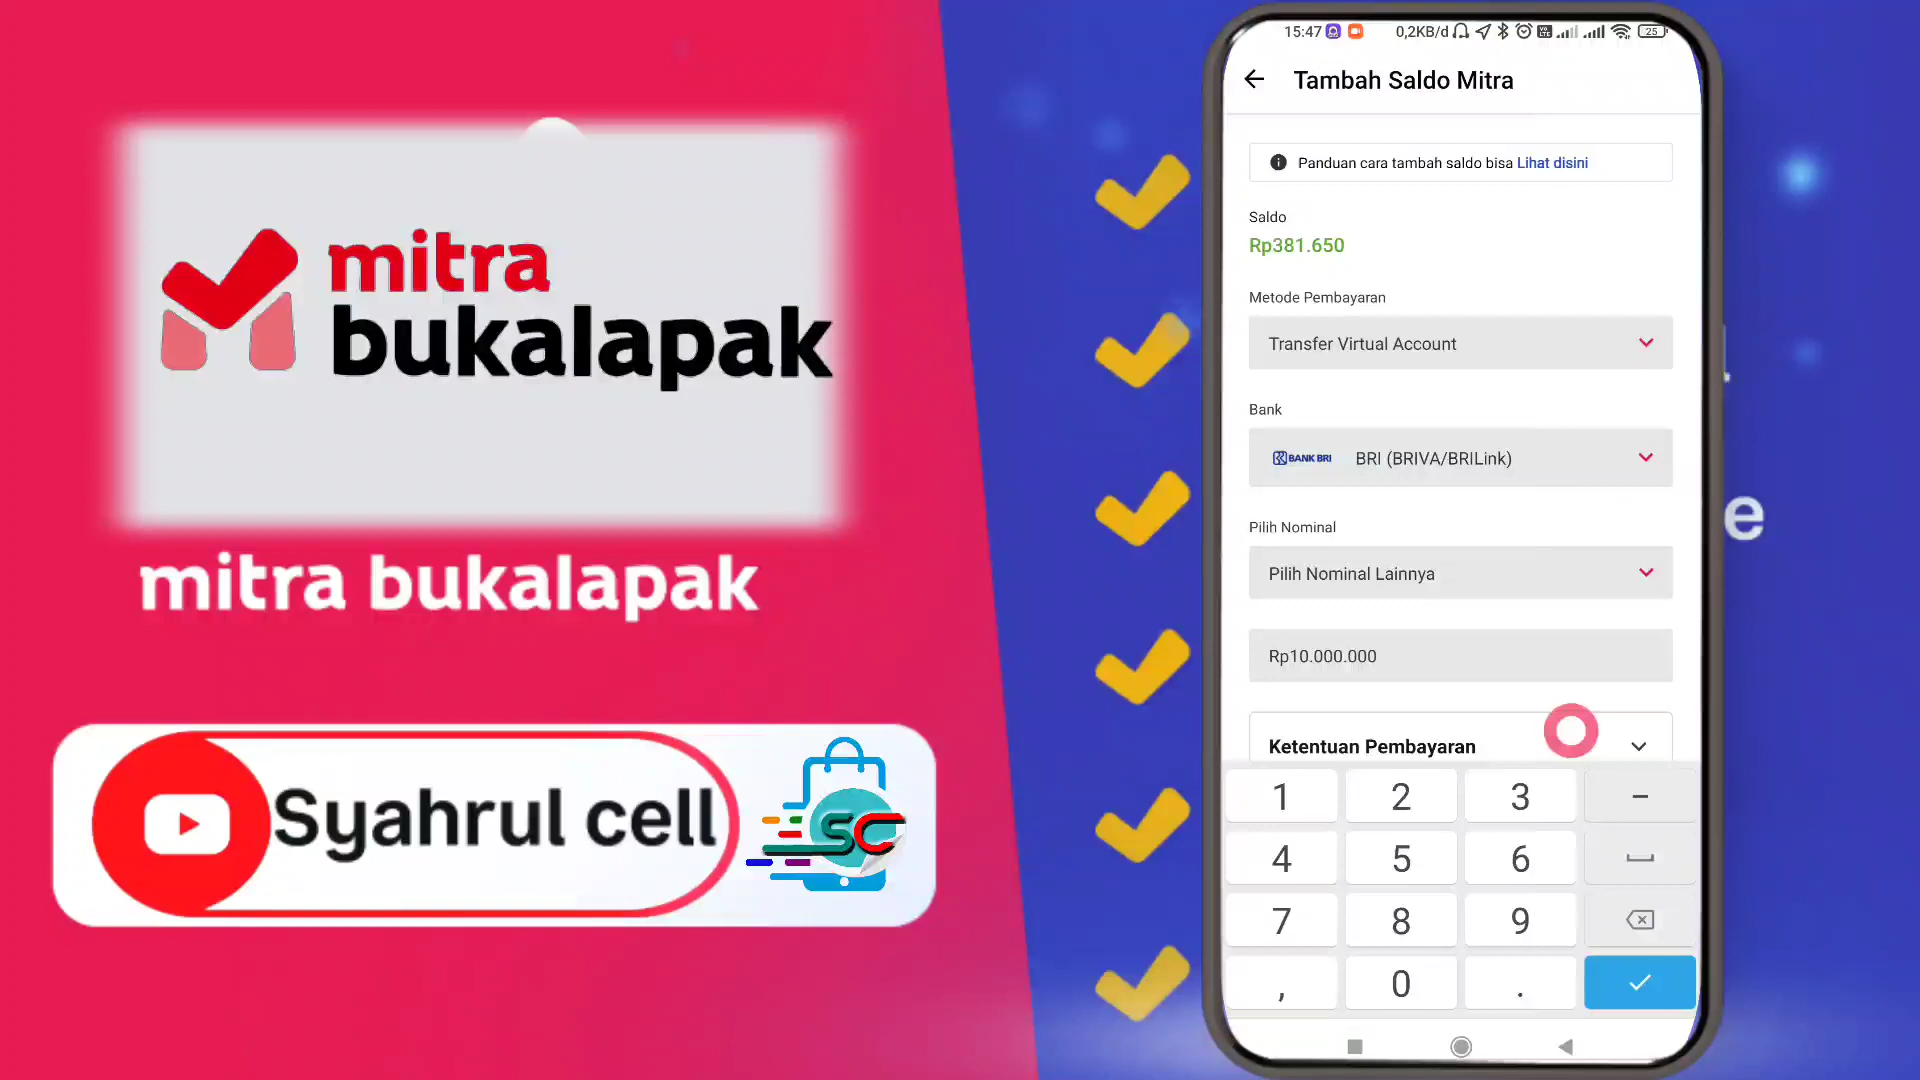 mitra
bukalapak
mitra bukalapak
Syahrul cell
SC
15:47
0,2KB/d
25
Tambah Saldo Mitra
Panduan cara tambah saldo bisa Lihat disini
Saldo
Rp381.650
Metode Pembayaran
Transfer Virtual Account
Bank
BANK BRI BRI (BRIVA/BRILink)
Pilih Nominal
Pilih Nominal Lainnya
Rp10.000.000
Ketentuan Pembayaran
1 2 3 -
4 5 6
7 8 9
, 0 .
e